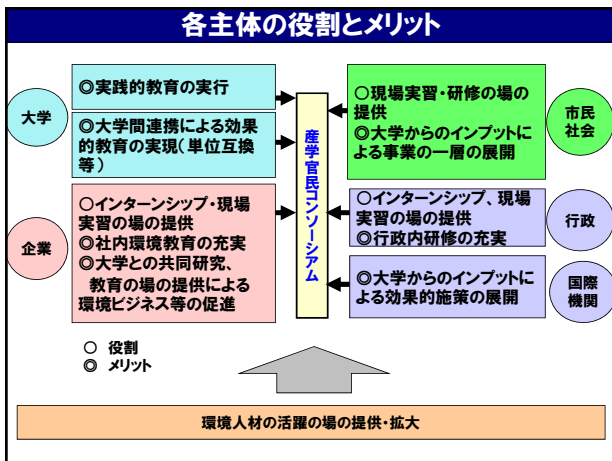 各主体の役割とメリット
大学
◎実践的教育の実行
◎大学間連携による効果
的教育の実現(単位互換
等)
企業
○インターンシップ・現場
実習の場の提供
◎社内環境教育の充実
◎大学との共同研究、
教育の場の提供による
環境ビジネス等の促進
産学官民コンソーシアム
○現場実習・研修の場の
提供
◎大学からのインプットに
よる事業の一層の展開
市民
社会
○インターンシップ、現場
実習の場の提供
◎行政内研修の充実
行政
◎大学からのインプットに
よる効果的施策の展開
国際
機関
○ 役割
◎ メリット
環境人材の活躍の場の提供・拡大